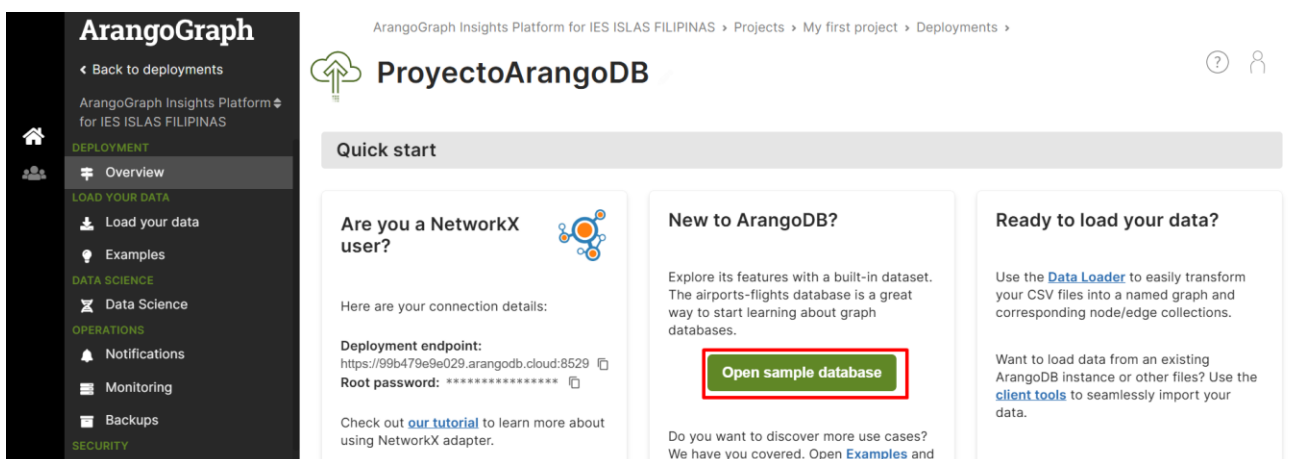 ArangoGraph
Back to deployments
ArangoGraph Insights Platform
for IES ISLAS FILIPINAS
DEPLOYMENT
Overview
LOAD YOUR DATA
Load your data
Examples
DATA SCIENCE
Data Science
OPERATIONS
Notifications
Monitoring
Backups
SECURITY
ArangoGraph Insights Platform for IES ISLAS FILIPINAS › Projects › My first project › Deployments ›
ProyectoArangoDB
?
Quick start
Are you a NetworkX
user?
Here are your connection details:
Deployment endpoint:
https://99b479e9e029.arangodb.cloud:8529
Root password: ****************
Check out our tutorial to learn more about
using NetworkX adapter.
New to ArangoDB?
Explore its features with a built-in dataset.
The airports-flights database is a great
way to start learning about graph
databases.
Open sample database
Do you want to discover more use cases?
We have you covered. Open Examples and
Ready to load your data?
Use the Data Loader to easily transform
your CSV files into a named graph and
corresponding node/edge collections.
Want to load data from an existing
ArangoDB instance or other files? Use the
client tools to seamlessly import your
data.